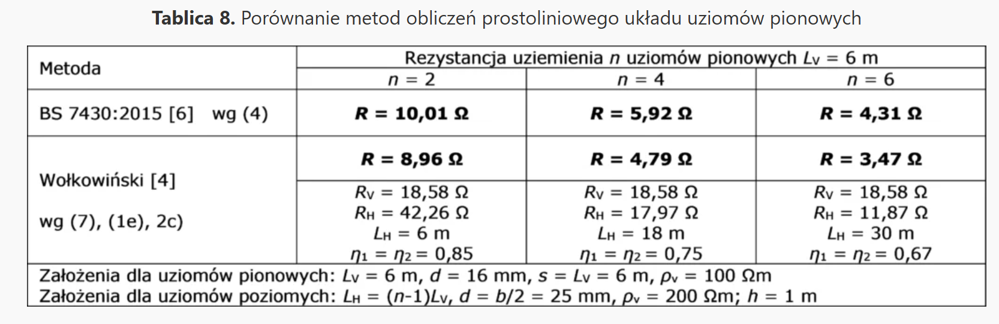 Tablica 8. Porównanie metod obliczeń prostoliniowego układu uziomów pionowych
Metoda
Rezystancja uziemienia n uziomów pionowych Lv = 6 m
n = 2
n = 4
n = 6
BS 7430:2015 [6] wg (4)
R = 10,01 Ω
R = 5,92 Ω
R = 4,31 Ω
Wołkowiński [4]
wg (7), (1e), 2c)
R = 8,96 Ω
R = 4,79 Ω
R = 3,47 Ω
Rv = 18,58 Ω
RH = 42,26 Ω
LH = 6 m
η1 = η2 = 0,85
Rv = 18,58 Ω
RH = 17,97 Ω
LH = 18 m
η1 = η2 = 0,75
Rv = 18,58 Ω
RH = 11,87 Ω
LH = 30 m
η1 = η2 = 0,67
Założenia dla uziomów pionowych: Lv = 6 m, d = 16 mm, s = Lv = 6 m, ρv = 100 Ωm
Założenia dla uziomów poziomych: LH = (n-1)Lv, d = b/2 = 25 mm, ρv = 200 Ωm; h = 1 m